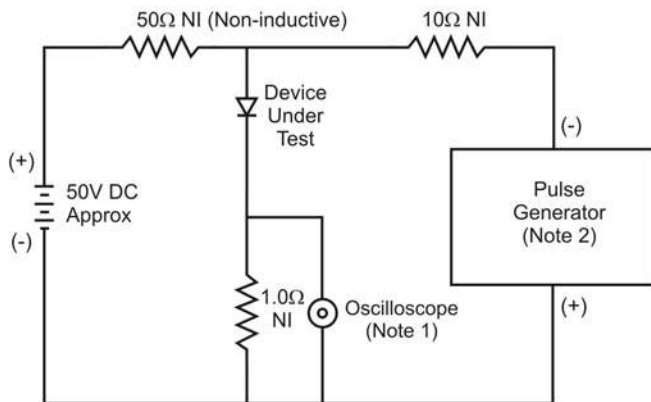 50Ω NI (Non-inductive)
10Ω NI
Device
Under
Test
(+)
50V DC
Approx
(-)
(-)
Pulse
Generator
(Note 2)
(+)
1.0Ω
NI
Oscilloscope
(Note 1)